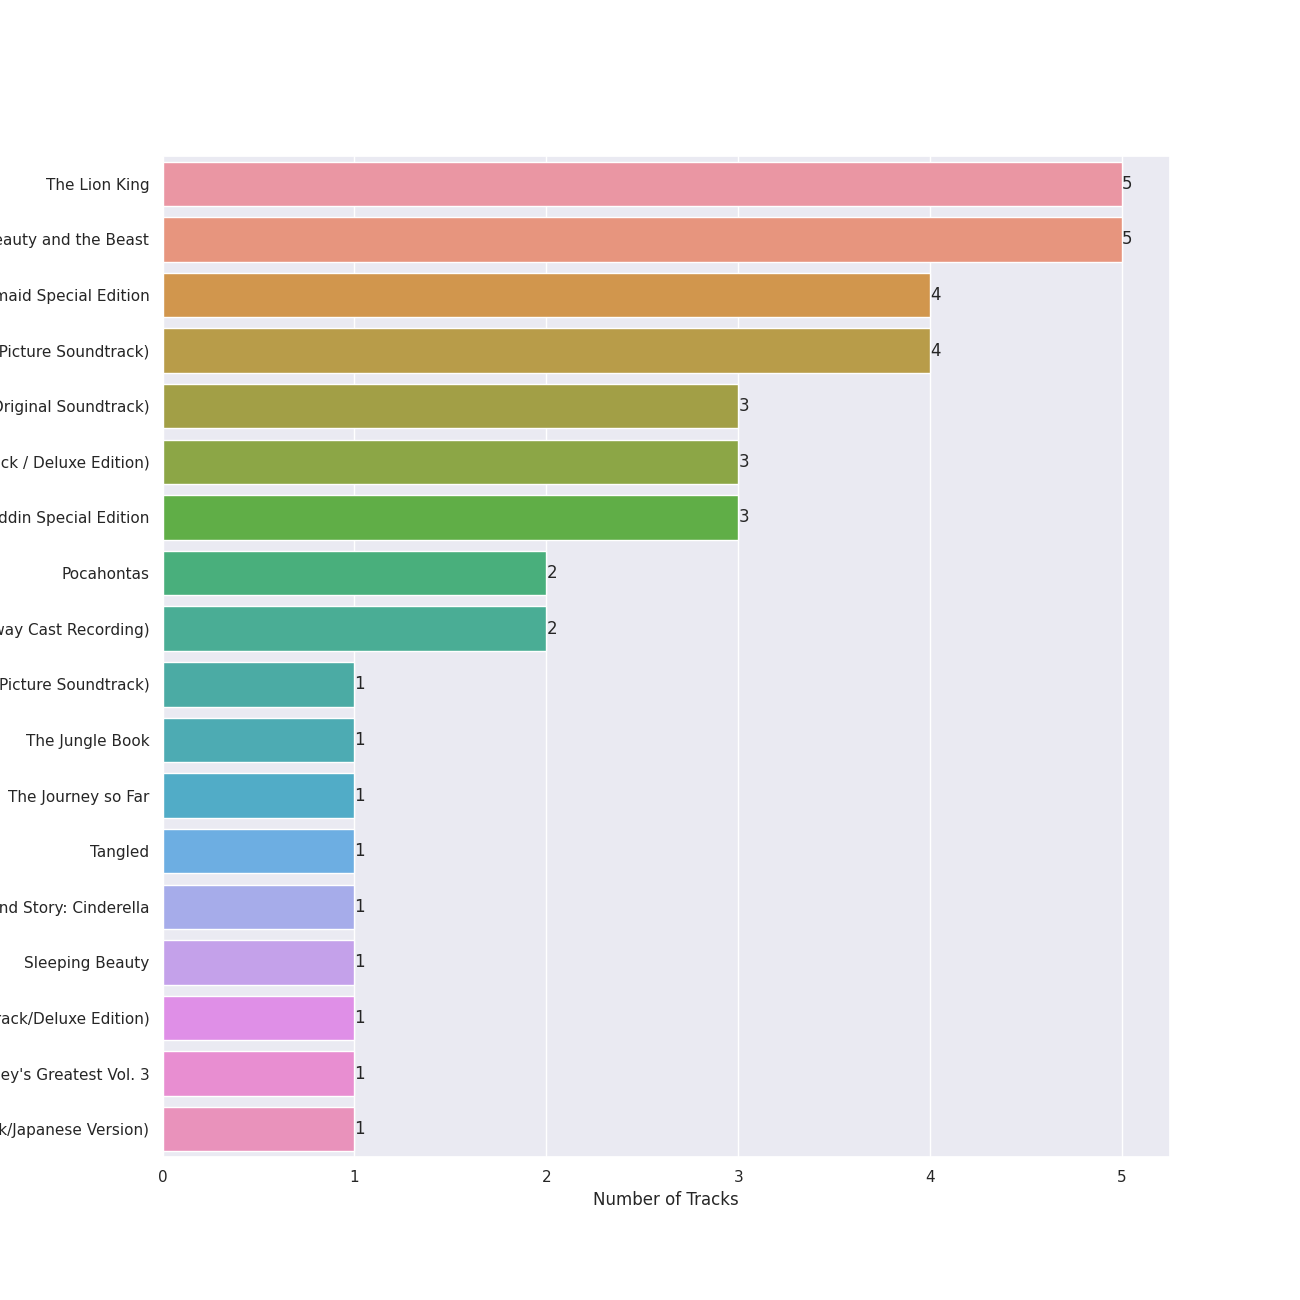 The Lion King 5
eauty and the Beast 5
maid Special Edition 4
Picture Soundtrack) 4
Original Soundtrack) 3
ck / Deluxe Edition) 3
ddin Special Edition 3
Pocahontas 2
way Cast Recording) 2
Picture Soundtrack) 1
The Jungle Book 1
The Journey so Far 1
Tangled 1
nd Story: Cinderella 1
Sleeping Beauty 1
rack/Deluxe Edition) 1
ey's Greatest Vol. 3 1
k/Japanese Version) 1
0 1 2 3 4 5
Number of Tracks